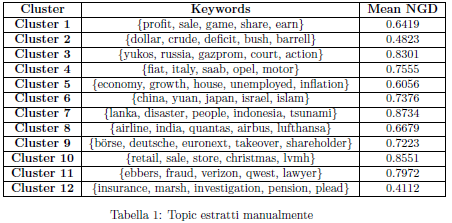 Cluster Keywords Mean NGD
Cluster 1 {profit, sale, game, share, earn} 0.6419
Cluster 2 {dollar, crude, deficit, bush, barrell} 0.4823
Cluster 3 {yukos, russia, gazprom, court, action} 0.8301
Cluster 4 {fiat, italy, saab, opel, motor} 0.7555
Cluster 5 {economy, growth, house, unemployed, inflation} 0.6056
Cluster 6 {china, yuan, japan, israel, islam} 0.7376
Cluster 7 {lanka, disaster, people, indonesia, tsunami} 0.8734
Cluster 8 {airline, india, quantas, airbus, lufthansa} 0.6679
Cluster 9 {börse, deutsche, euronext, takeover, shareholder} 0.7223
Cluster 10 {retail, sale, store, christmas, lvmh} 0.8551
Cluster 11 {ebbers, fraud, verizon, qwest, lawyer} 0.7972
Cluster 12 {insurance, marsh, investigation, pension, plead} 0.4112
Tabella 1: Topic estratti manualmente